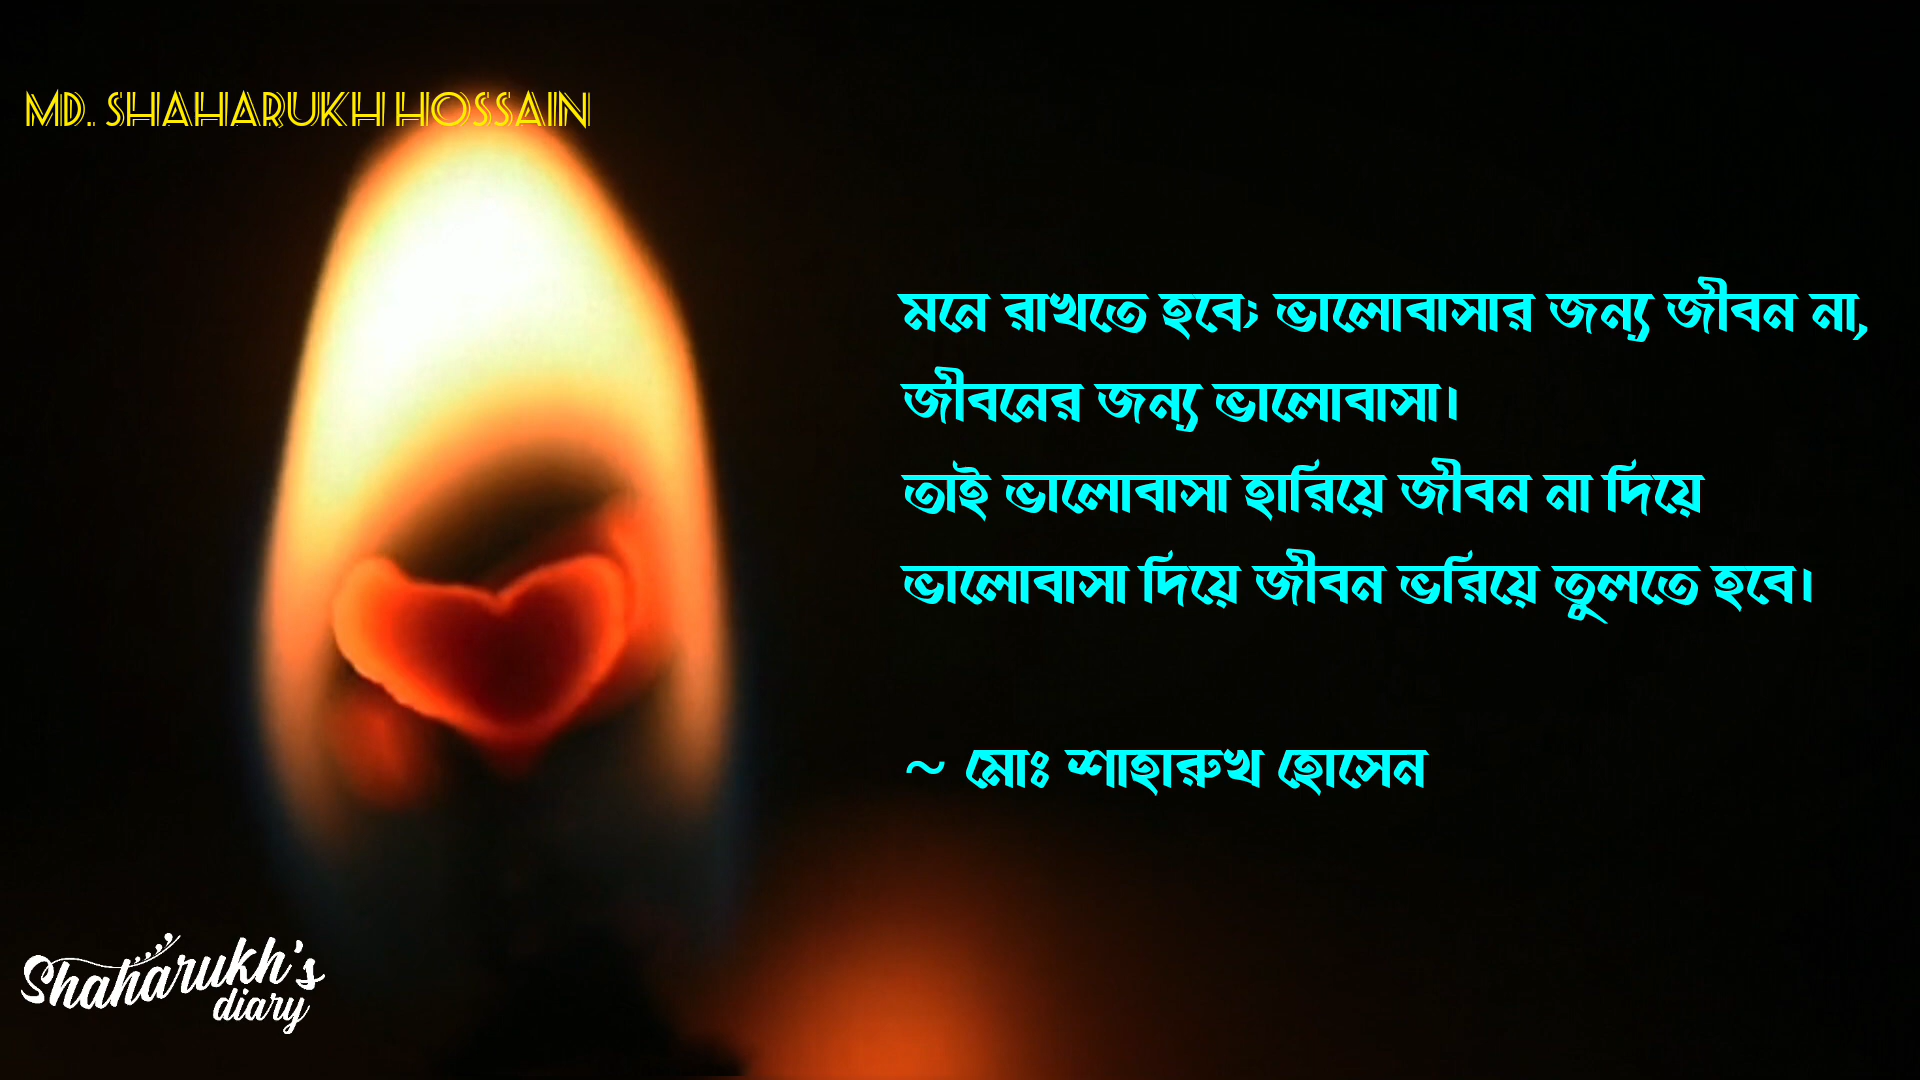 MD. SHAHARUKH HOSSAIN
মনে রাখতে হবে; ভালোবাসার জন্য জীবন না,
জীবনের জন্য ভালোবাসা।
তাই ভালোবাসা হারিয়ে জীবন না দিয়ে
ভালোবাসা দিয়ে জীবন ভরিয়ে তুলতে হবে।
~ মোঃ শাহারুখ হোসেন
Shaharukh's
diary